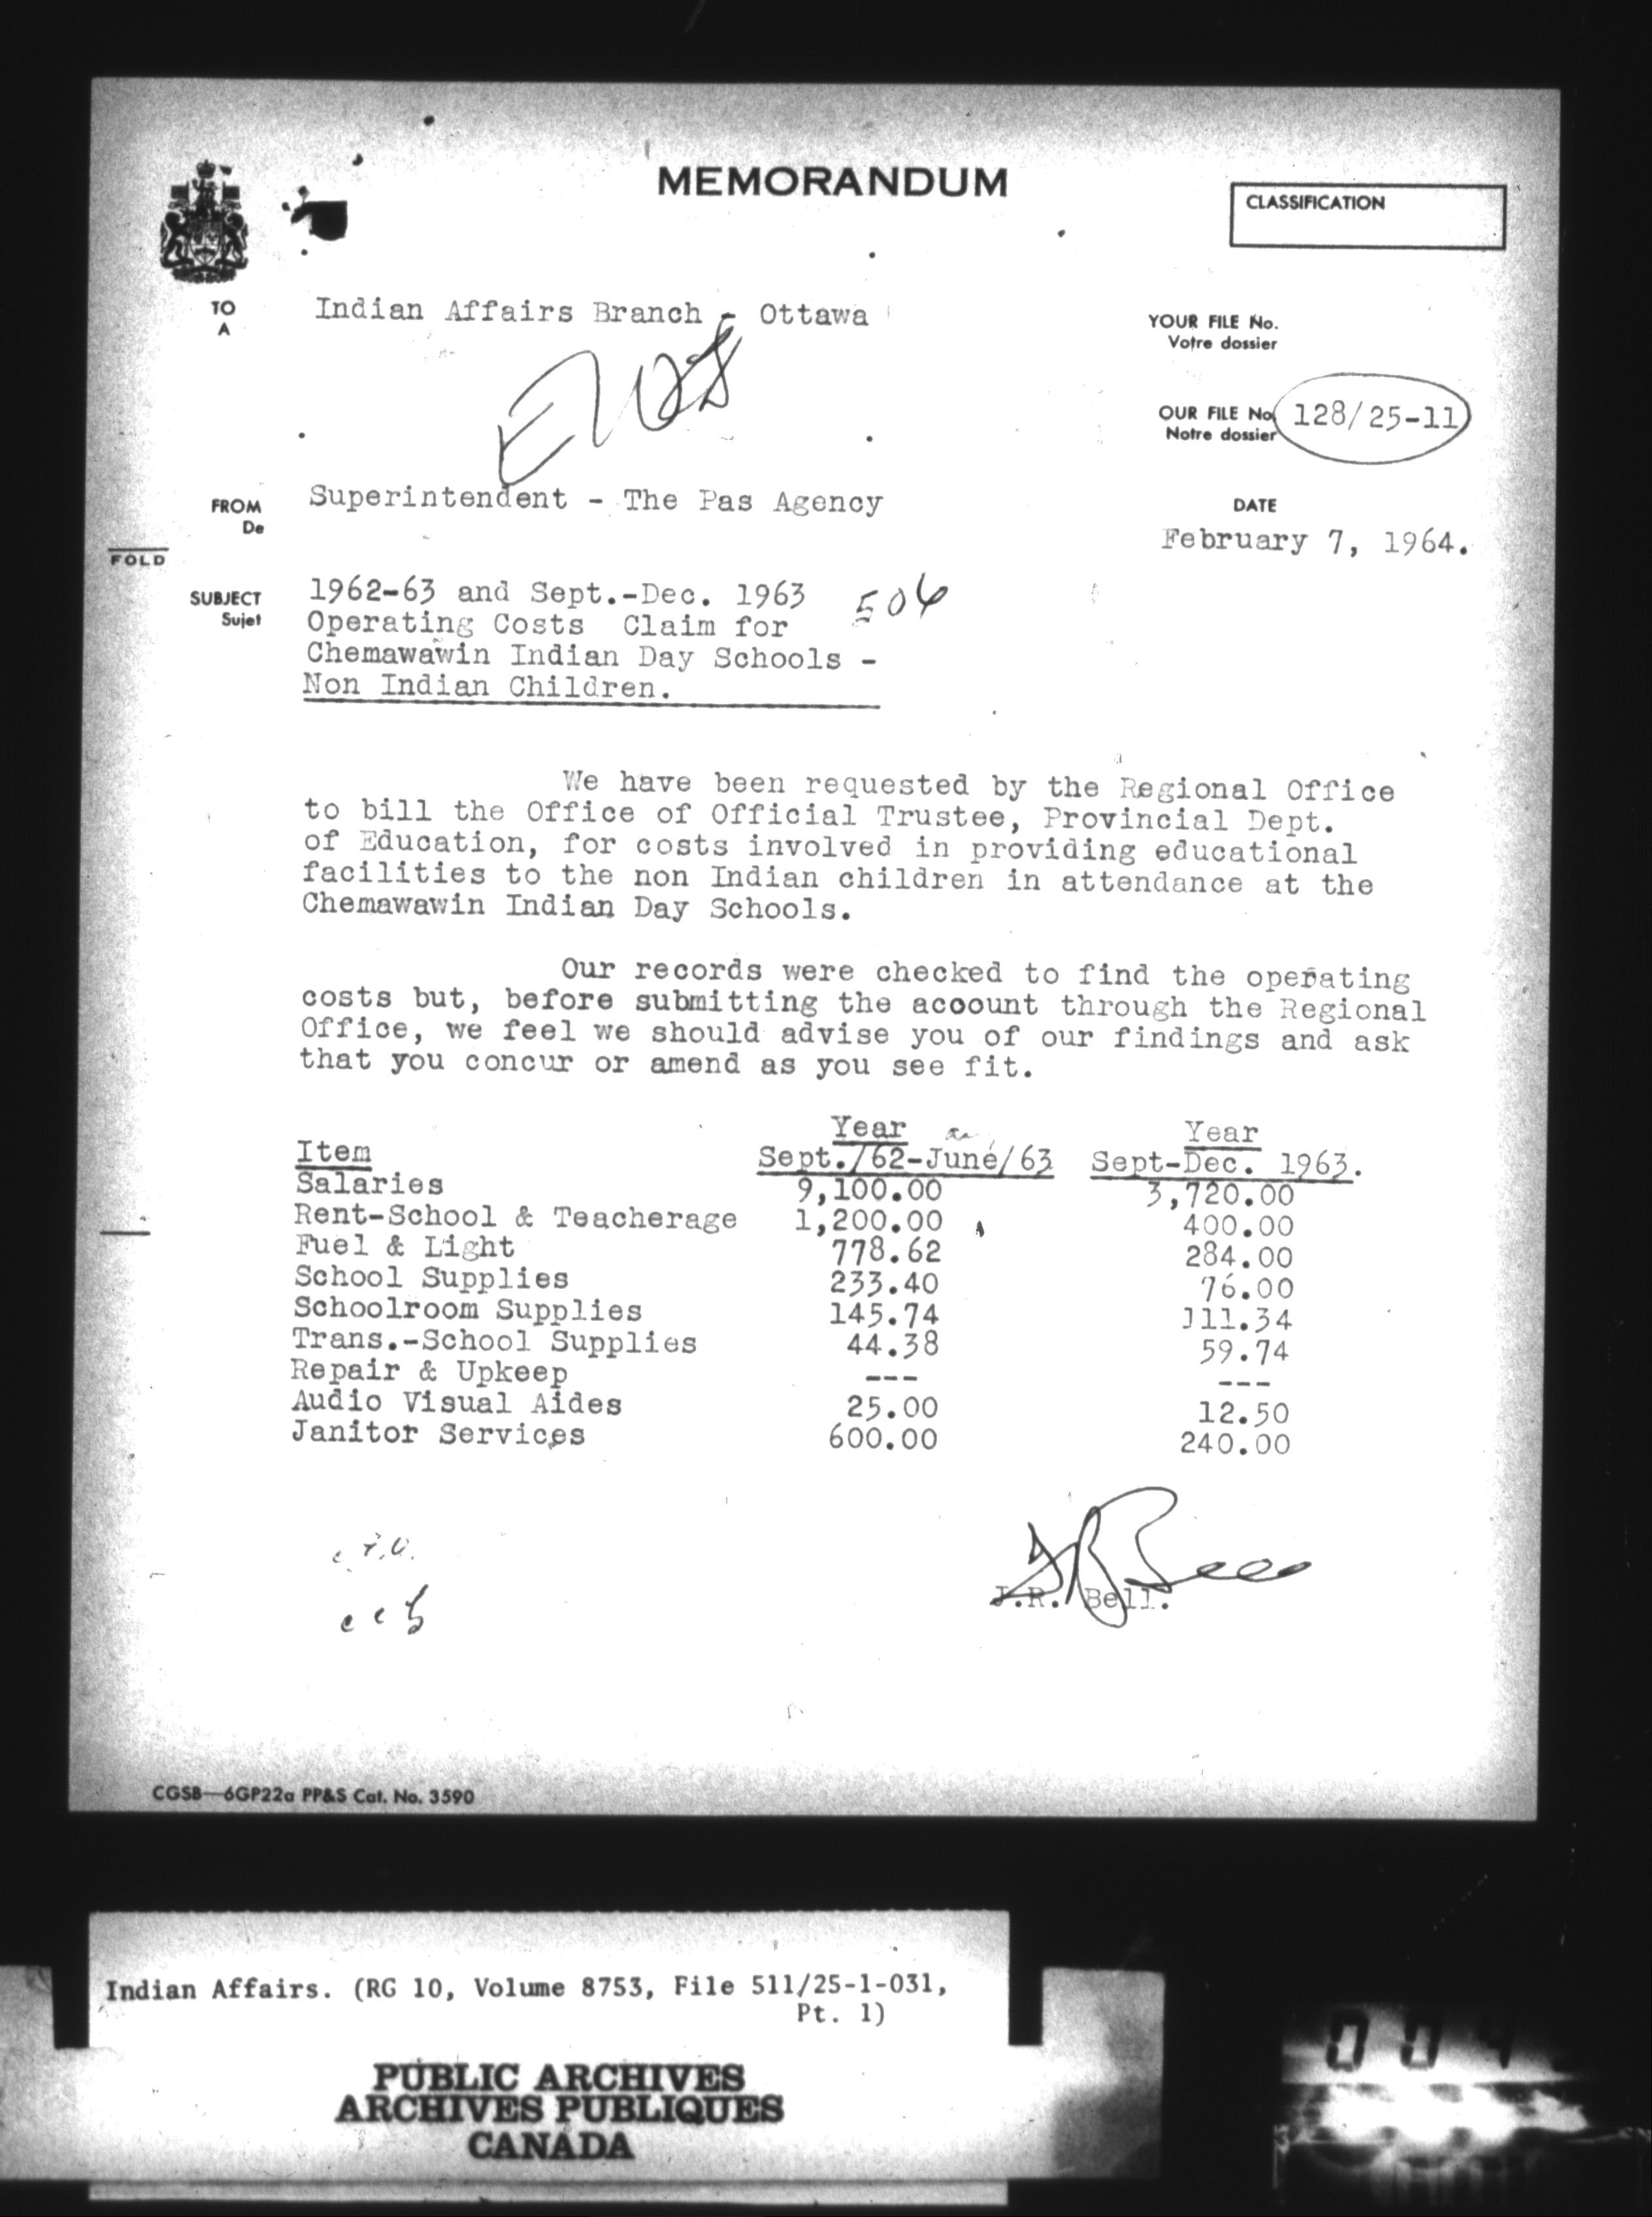 MEMORANDUM
CLASSIFICATION
TO
A
Indian Affairs Branch - Ottawa
YOUR FILE No.
Votre dossier
OUR FILE No.
Notre dossier
128/25-11
FROM
De
Superintendent - The Pas Agency
DATE
February 7, 1964.
FOLD
SUBJECT
Sujet
1962-63 and Sept.-Dec. 1963
506
Operating Costs Claim for
Chemawawin Indian Day Schools -
Non Indian Children.
We have been requested by the Regional Office
to bill the Office of Official Trustee, Provincial Dept.
of Education, for costs involved in providing educational
facilities to the non Indian children in attendance at the
Chemawawin Indian Day Schools.
Our records were checked to find the operating
costs but, before submitting the acoount through the Regional
Office, we feel we should advise you of our findings and ask
that you concur or amend as you see fit.
Year Year
Item Sept./62-June/63 Sept-Dec. 1963.
Salaries 9,100.00 3,720.00
Rent-School & Teacherage 1,200.00 400.00
Fuel & Light 778.62 284.00
School Supplies 233.40 76.00
Schoolroom Supplies 145.74 111.34
Trans.-School Supplies 44.38 59.74
Repair & Upkeep --- ---
Audio Visual Aides 25.00 12.50
Janitor Services 600.00 240.00
J.R. Bell.
CGSB-6GP22a PP&S Cat. No. 3590
Indian Affairs. (RG 10, Volume 8753, File 511/25-1-031,
Pt. 1)
PUBLIC ARCHIVES
ARCHIVES PUBLIQUES
CANADA